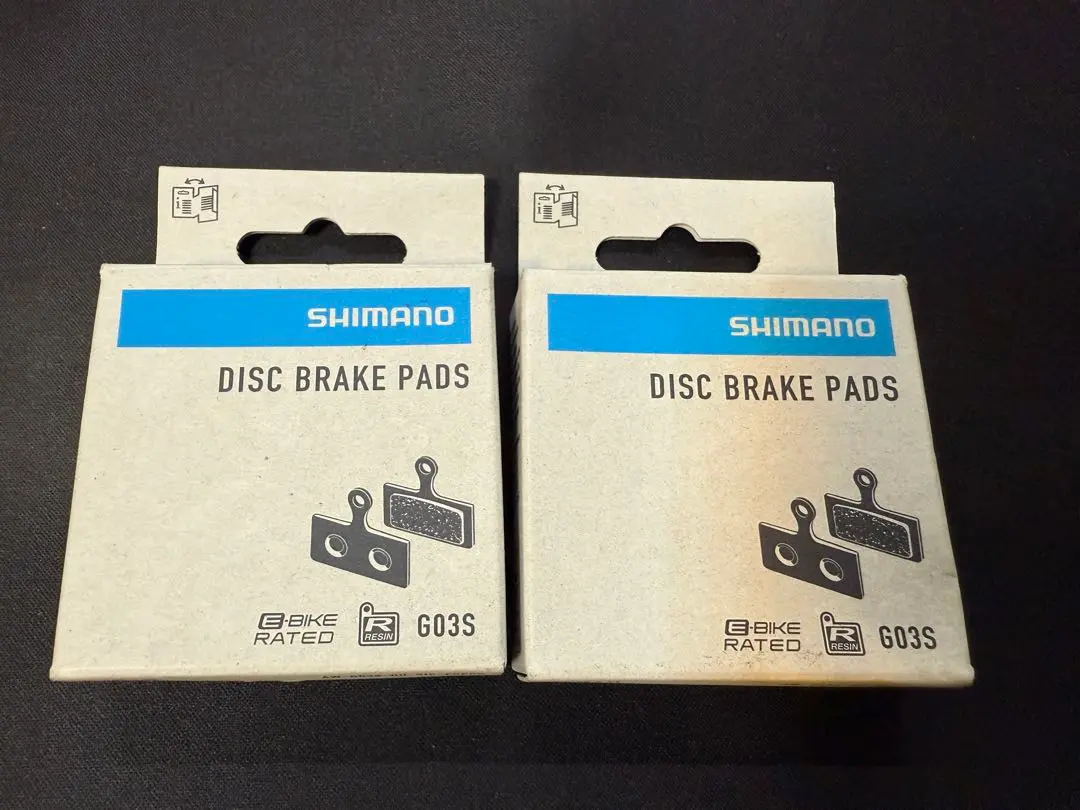 SHIMANO
DISC BRAKE PADS
E-BIKE
RATED
R
RESIN
G03S
SHIMANO
DISC BRAKE PADS
E-BIKE
RATED
R
RESIN
G03S